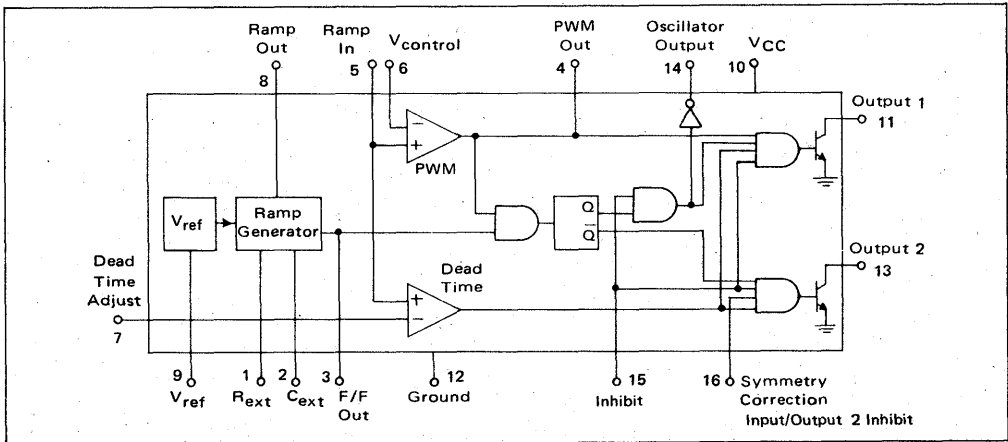 Ramp
Out
8
Ramp
In
5
Vcontrol
6
PWM
Out
4
Oscillator
Output
14
VCC
10
Output 1
11
−
+
PWM
Vref
Ramp
Generator
Q
Q̅
Dead
Time
+
−
Output 2
13
Dead
Time
Adjust
7
9
Vref
1
Rext
2
Cext
3
F/F
Out
12
Ground
15
Inhibit
16 Symmetry
Correction
Input/Output 2 Inhibit